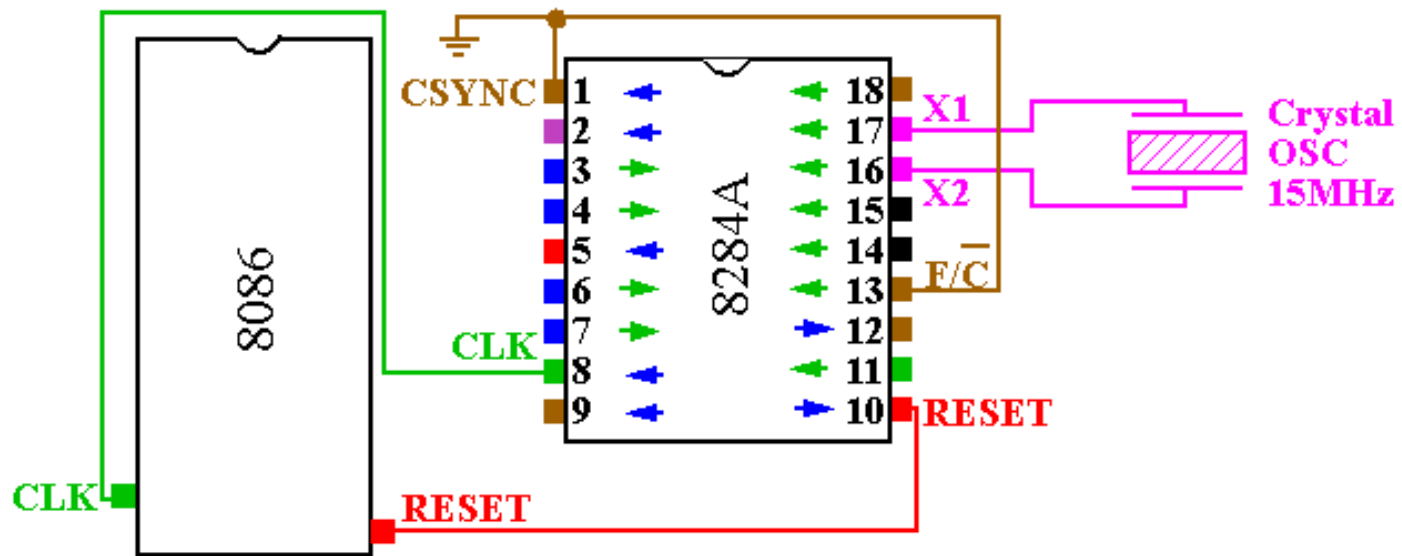 CSYNC
1 18
X1
Crystal
2 17
OSC
3 16
X2
15MHz
4 15
5 14
F/C̅
6 13
7 12
CLK
8 11
9 10
RESET
8086
8284A
CLK
RESET